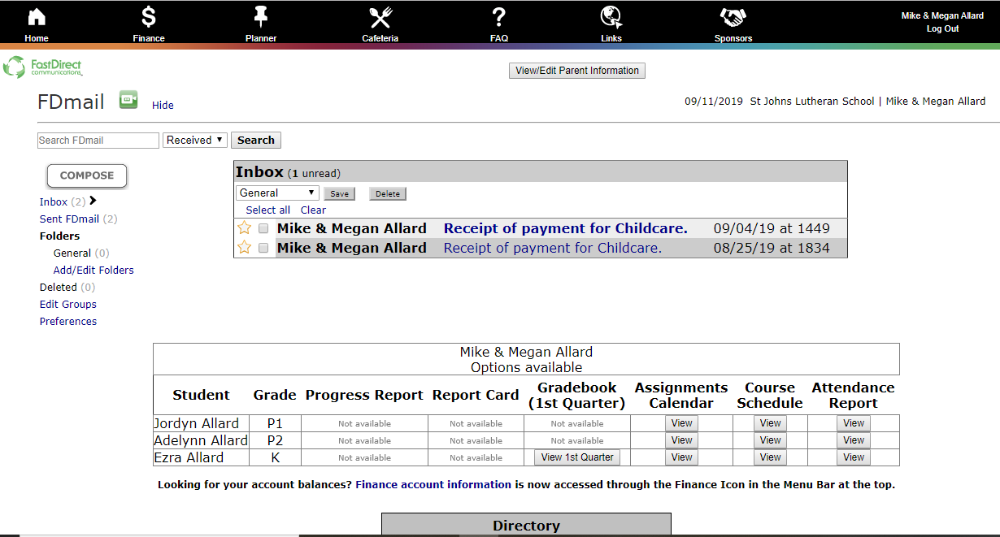 Home Finance Planner Cafeteria FAQ Links Sponsors
Mike & Megan Allard
Log Out
FastDirect
communications
View/Edit Parent Information
FDmail Hide
09/11/2019 St Johns Lutheran School | Mike & Megan Allard
Search FDmail Received Search
COMPOSE
Inbox (2)
Sent FDmail (2)
Folders
General (0)
Add/Edit Folders
Deleted (0)
Edit Groups
Preferences
Inbox (1 unread)
General Save Delete
Select all Clear
Mike & Megan Allard Receipt of payment for Childcare. 09/04/19 at 1449
Mike & Megan Allard Receipt of payment for Childcare. 08/25/19 at 1834
Mike & Megan Allard
Options available
Student Grade Progress Report Report Card Gradebook (1st Quarter) Assignments Calendar Course Schedule Attendance Report
Jordyn Allard P1 Not available Not available Not available View View View
Adelynn Allard P2 Not available Not available Not available View View View
Ezra Allard K Not available Not available View 1st Quarter View View View
Looking for your account balances? Finance account information is now accessed through the Finance Icon in the Menu Bar at the top.
Directory